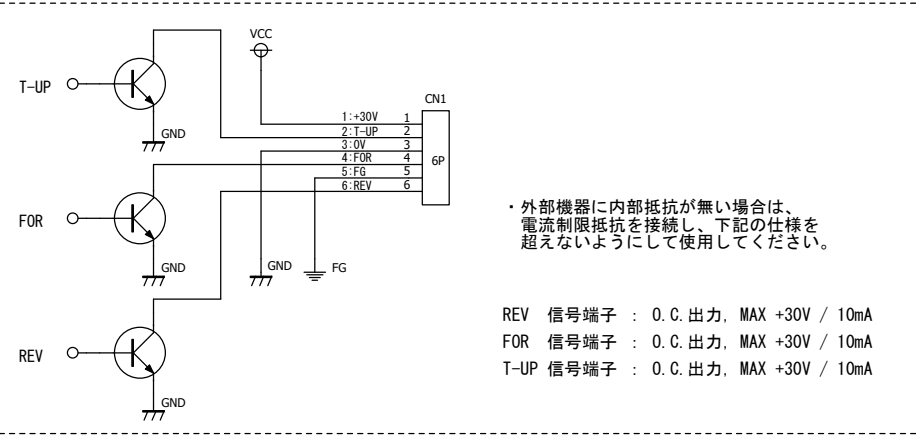 VCC
T-UP
GND
CN1
1:+30V 1
2:T-UP 2
3:0V 3
4:FOR 4
5:FG 5
6:REV 6
6P
FOR
GND
GND
FG
REV
GND
・外部機器に内部抵抗が無い場合は、
電流制限抵抗を接続し、下記の仕様を
超えないようにして使用してください。
REV 信号端子 : O.C.出力, MAX +30V / 10mA
FOR 信号端子 : O.C.出力, MAX +30V / 10mA
T-UP 信号端子 : O.C.出力, MAX +30V / 10mA